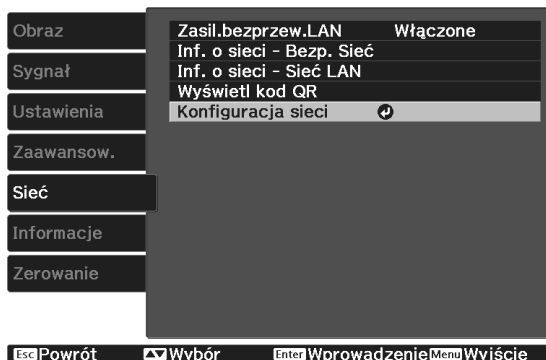 Obraz
Sygnał
Ustawienia
Zaawansow.
Sieć
Informacje
Zerowanie
Zasil.bezprzew.LAN Włączone
Inf. o sieci - Bezp. Sieć
Inf. o sieci - Sieć LAN
Wyświetl kod QR
Konfiguracja sieci
Esc Powrót Wybór Enter Wprowadzenie Menu Wyjście